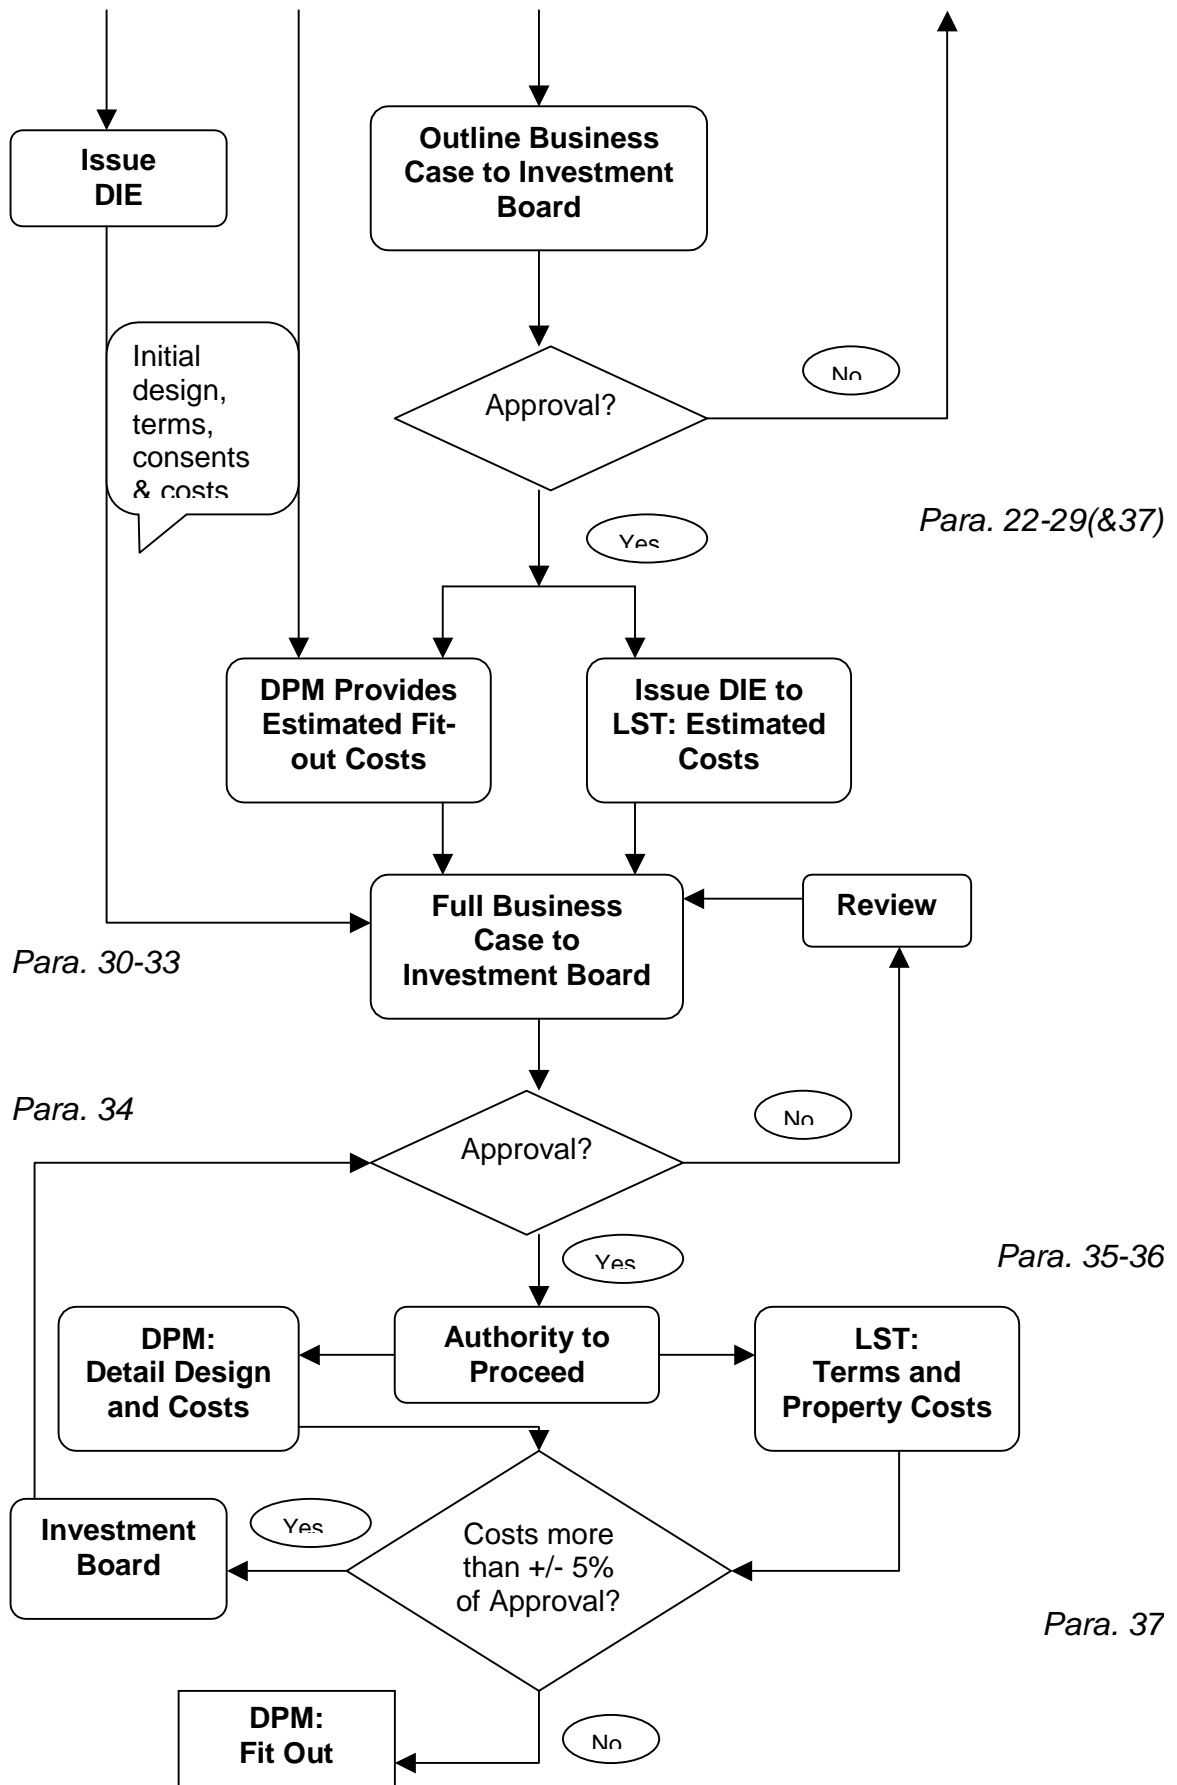 Issue
DIE
Outline Business
Case to Investment
Board
Initial
design,
terms,
consents
& costs
Approval?
No
Para. 22-29(&37)
Yes
DPM Provides
Estimated Fit-
out Costs
Issue DIE to
LST: Estimated
Costs
Full Business
Case to
Investment Board
Review
Para. 30-33
Para. 34
Approval?
No
Yes
Para. 35-36
DPM:
Detail Design
and Costs
Authority to
Proceed
LST:
Terms and
Property Costs
Investment
Board
Yes
Costs more
than +/- 5%
of Approval?
Para. 37
DPM:
Fit Out
No